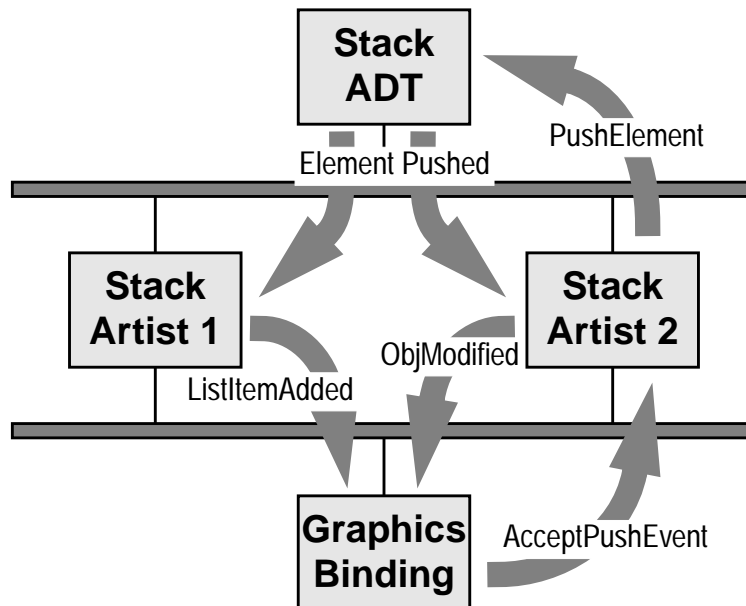 Stack
ADT
PushElement
Element Pushed
Stack
Artist 1
Stack
Artist 2
ObjModified
ListItemAdded
Graphics
Binding
AcceptPushEvent